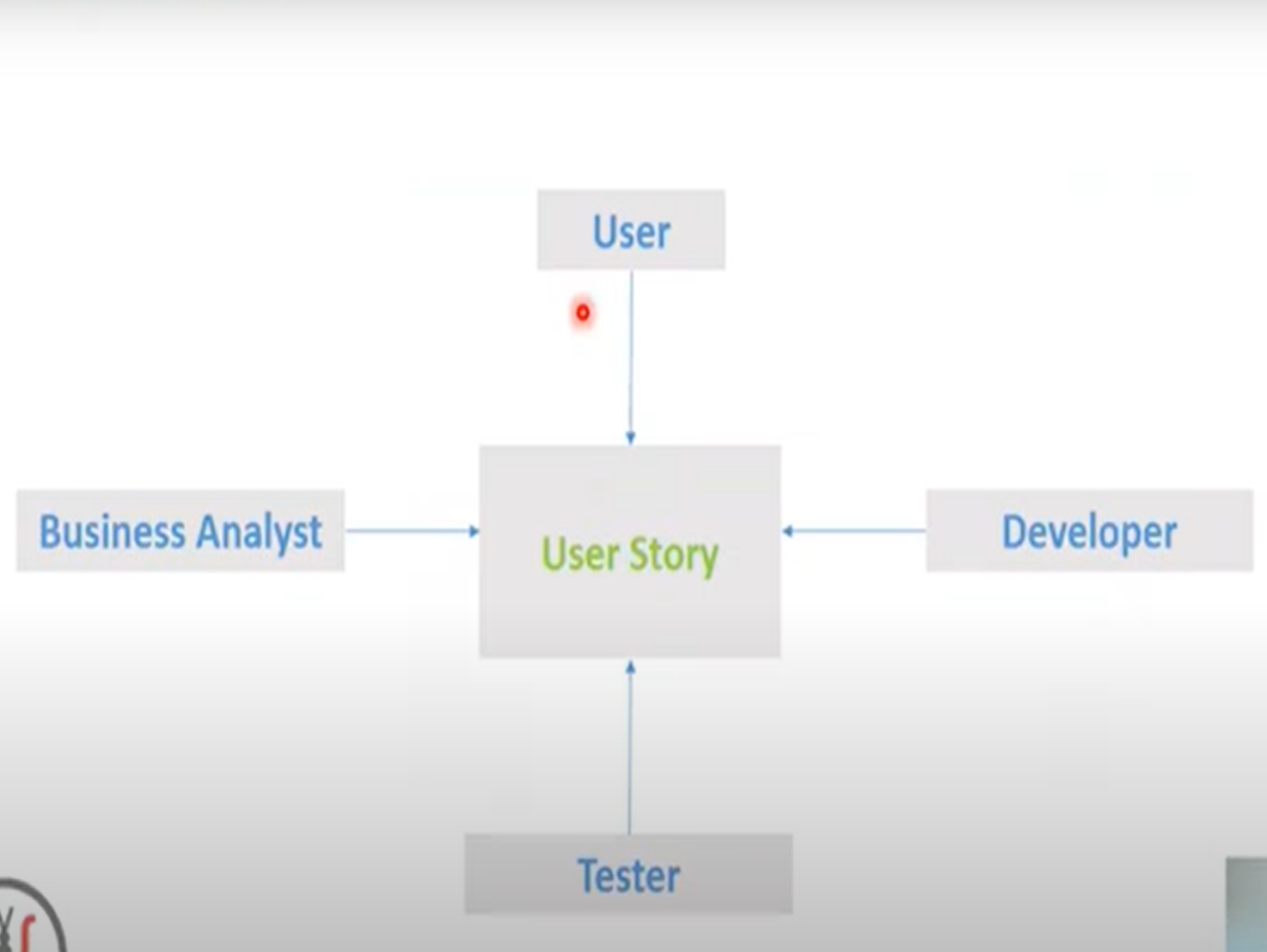 User
Business Analyst
User Story
Developer
Tester